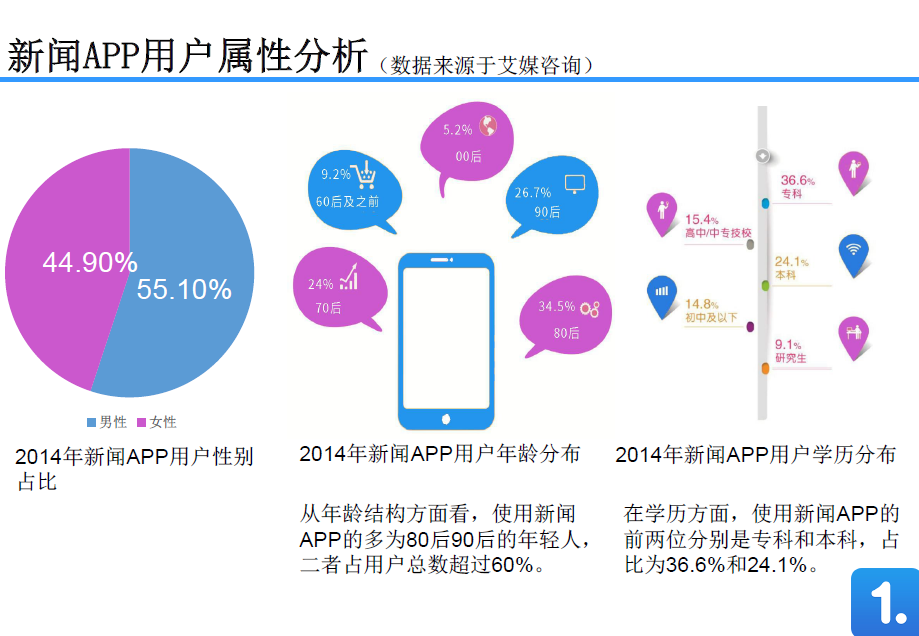 新闻APP用户属性分析（数据来源于艾媒咨询）
44.90%
55.10%
男性 女性
2014年新闻APP用户性别
占比
5.2%
00后
9.2%
60后及之前
26.7%
90后
24%
70后
34.5%
80后
2014年新闻APP用户年龄分布
从年龄结构方面看，使用新闻
APP的多为80后90后的年轻人，
二者占用户总数超过60%。
36.6%
专科
15.4%
高中/中专技校
24.1%
本科
14.8%
初中及以下
9.1%
研究生
2014年新闻APP用户学历分布
在学历方面，使用新闻APP的
前两位分别是专科和本科，占
比为36.6%和24.1%。
1.